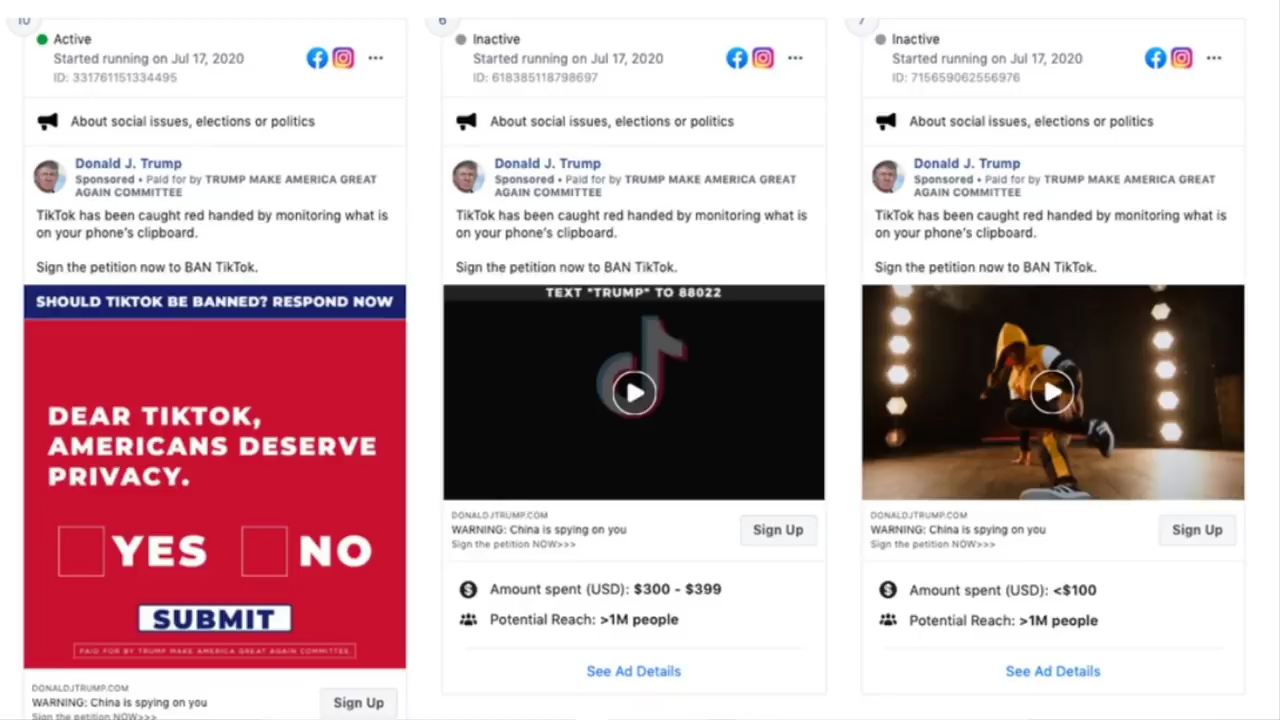 10
Active
Started running on Jul 17, 2020
ID: 331761151334495
About social issues, elections or politics
Donald J. Trump
Sponsored • Paid for by TRUMP MAKE AMERICA GREAT
AGAIN COMMITTEE
TikTok has been caught red handed by monitoring what is
on your phone's clipboard.
Sign the petition now to BAN TikTok.
SHOULD TIKTOK BE BANNED? RESPOND NOW
DEAR TIKTOK,
AMERICANS DESERVE
PRIVACY.
YES NO
SUBMIT
PAID FOR BY TRUMP MAKE AMERICA GREAT AGAIN COMMITTEE
DONALDJTRUMP.COM
WARNING: China is spying on you
Sign the petition NOW>>>
Sign Up
6
Inactive
Started running on Jul 17, 2020
ID: 618385118798697
About social issues, elections or politics
Donald J. Trump
Sponsored • Paid for by TRUMP MAKE AMERICA GREAT
AGAIN COMMITTEE
TikTok has been caught red handed by monitoring what is
on your phone's clipboard.
Sign the petition now to BAN TikTok.
TEXT "TRUMP" TO 88022
DONALDJTRUMP.COM
WARNING: China is spying on you
Sign the petition NOW>>>
Sign Up
Amount spent (USD): $300 - $399
Potential Reach: >1M people
See Ad Details
7
Inactive
Started running on Jul 17, 2020
ID: 715659062556976
About social issues, elections or politics
Donald J. Trump
Sponsored • Paid for by TRUMP MAKE AMERICA GREAT
AGAIN COMMITTEE
TikTok has been caught red handed by monitoring what is
on your phone's clipboard.
Sign the petition now to BAN TikTok.
DONALDJTRUMP.COM
WARNING: China is spying on you
Sign the petition NOW>>>
Sign Up
Amount spent (USD): <$100
Potential Reach: >1M people
See Ad Details